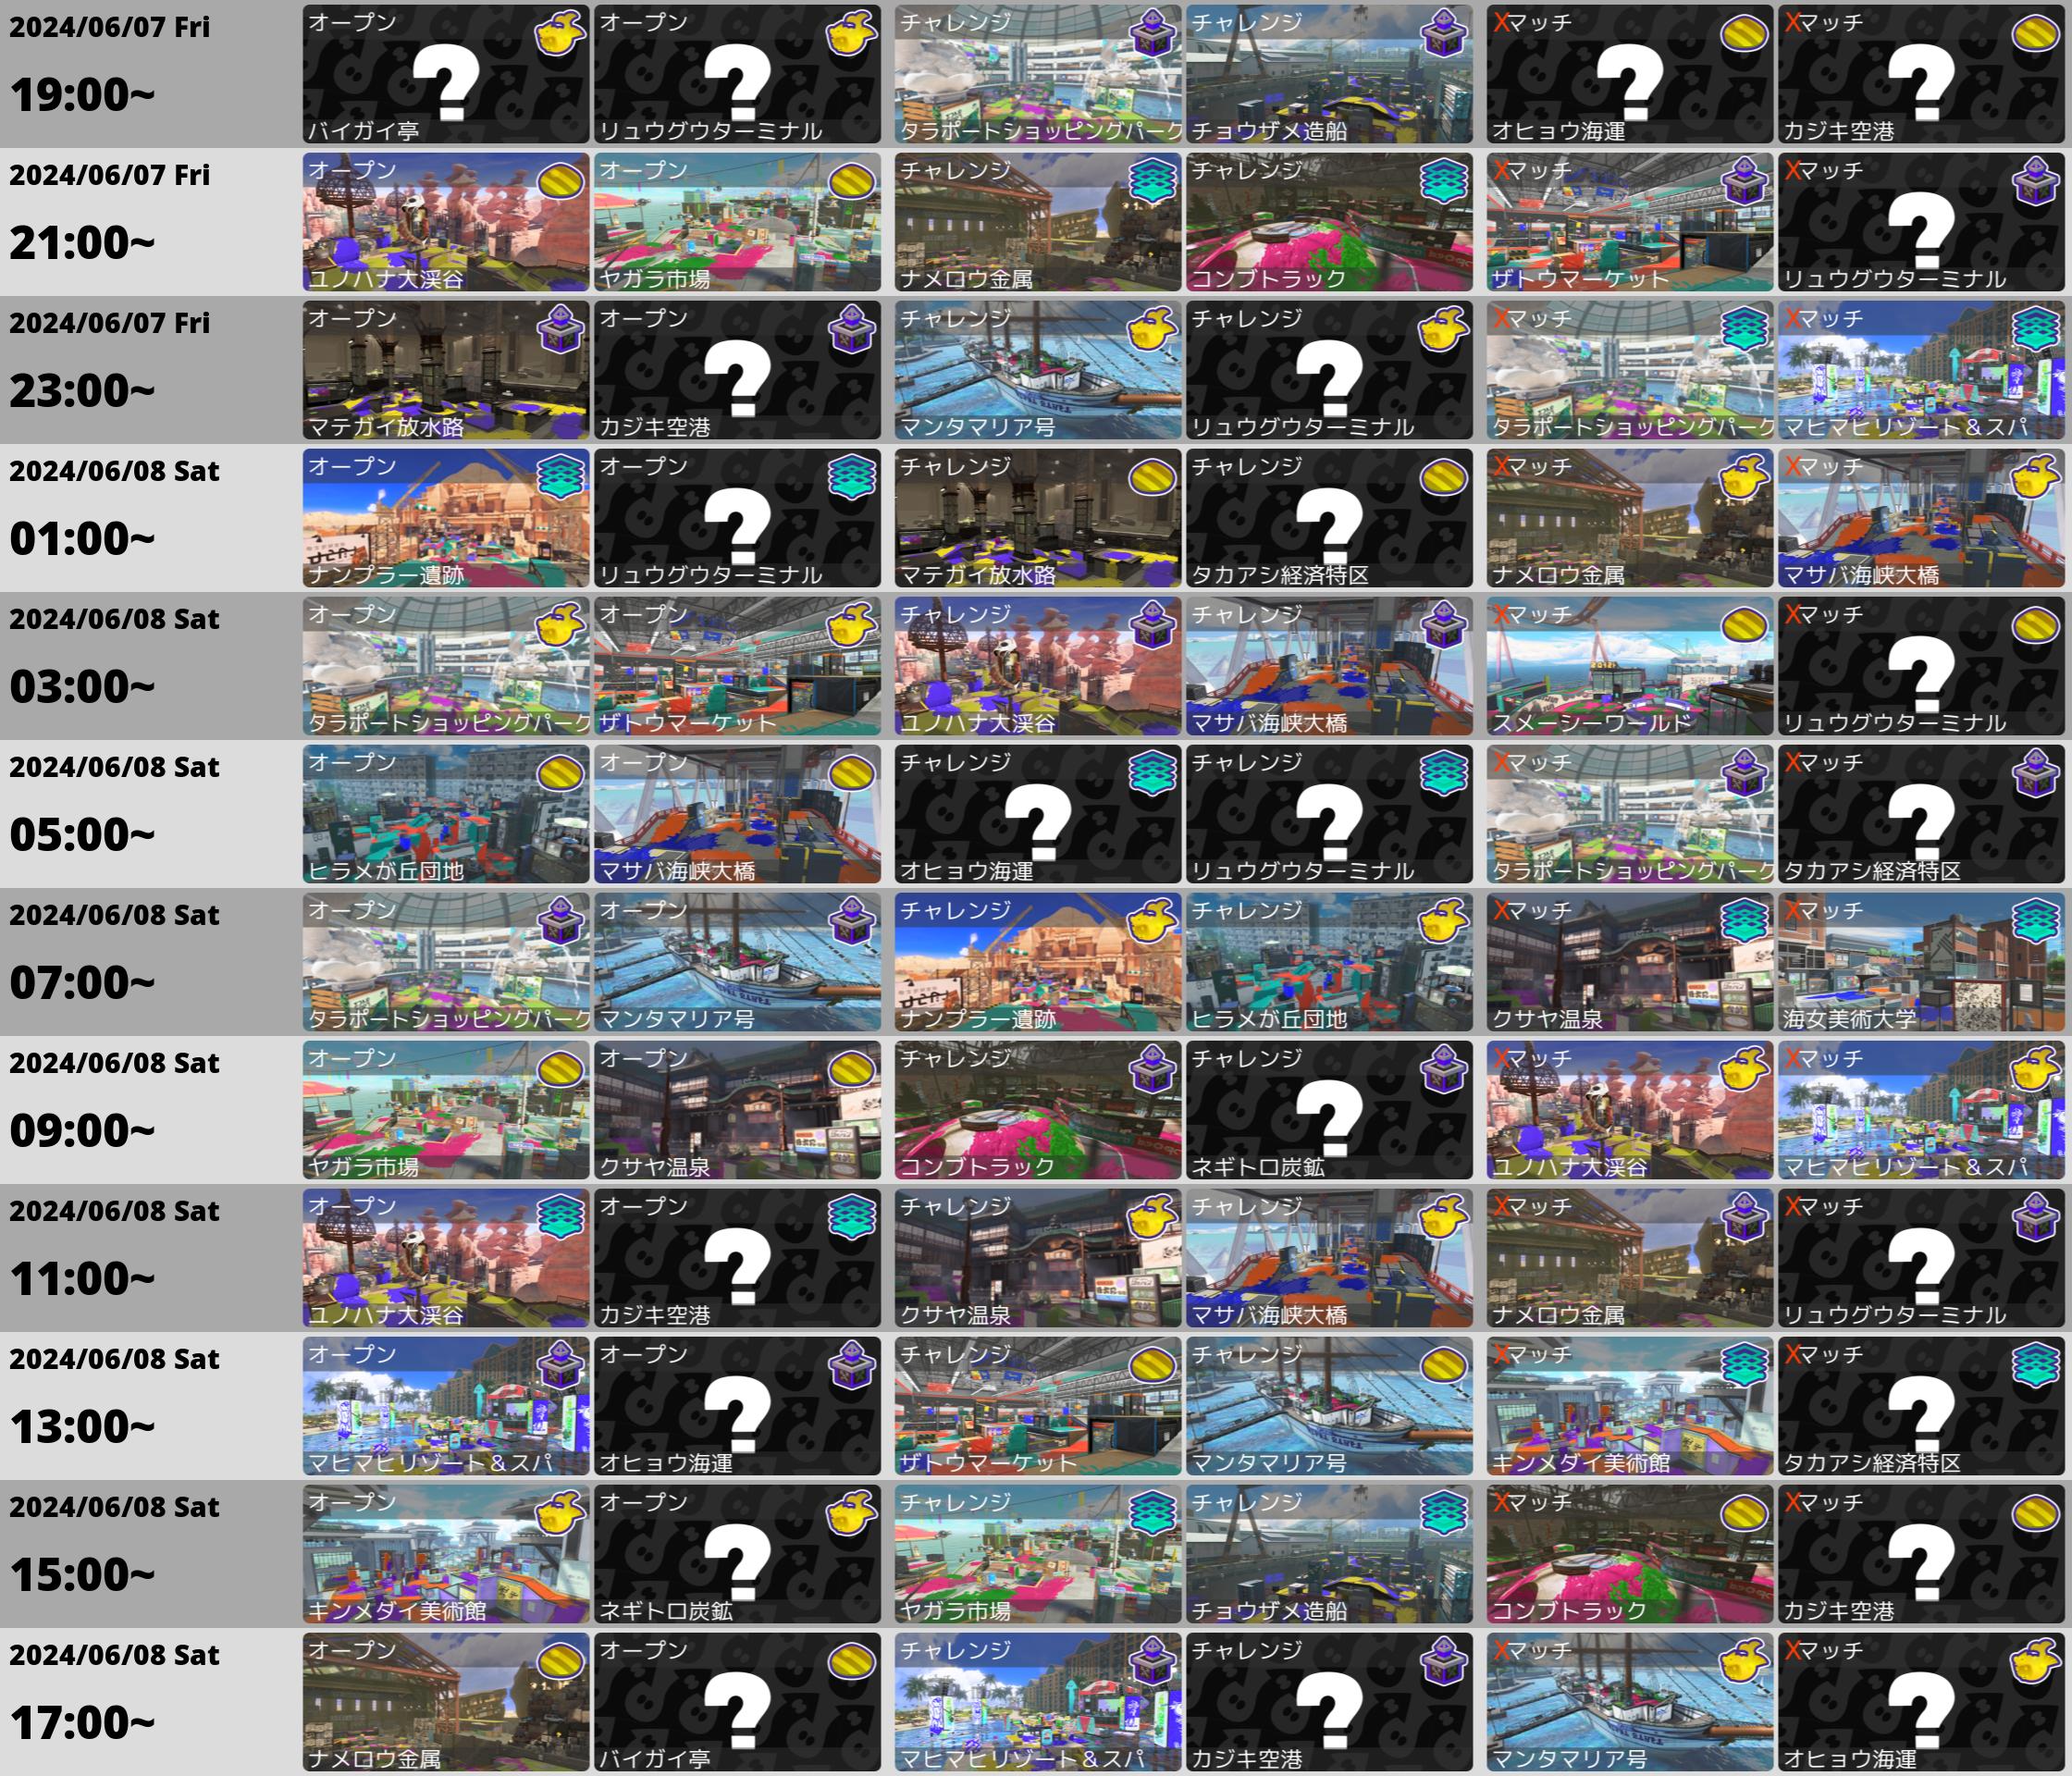 2024/06/07 Fri
19:00~
オープン
バイガイ亭
オープン
リュウグウターミナル
チャレンジ
タラポートショッピングパーク
チャレンジ
チョウザメ造船
Xマッチ
オヒョウ海運
Xマッチ
カジキ空港
2024/06/07 Fri
21:00~
オープン
ユノハナ大渓谷
オープン
ヤガラ市場
チャレンジ
ナメロウ金属
チャレンジ
コンブトラック
Xマッチ
ザトウマーケット
Xマッチ
リュウグウターミナル
2024/06/07 Fri
23:00~
オープン
マテガイ放水路
オープン
カジキ空港
チャレンジ
マンタマリア号
チャレンジ
リュウグウターミナル
Xマッチ
タラポートショッピングパーク
Xマッチ
マヒマヒリゾート&スパ
2024/06/08 Sat
01:00~
オープン
ナンプラー遺跡
オープン
リュウグウターミナル
チャレンジ
マテガイ放水路
チャレンジ
タカアシ経済特区
Xマッチ
ナメロウ金属
Xマッチ
マサバ海峡大橋
2024/06/08 Sat
03:00~
オープン
タラポートショッピングパーク
オープン
ザトウマーケット
チャレンジ
ユノハナ大渓谷
チャレンジ
マサバ海峡大橋
Xマッチ
スメーシーワールド
Xマッチ
リュウグウターミナル
2024/06/08 Sat
05:00~
オープン
ヒラメが丘団地
オープン
マサバ海峡大橋
チャレンジ
オヒョウ海運
チャレンジ
リュウグウターミナル
Xマッチ
タラポートショッピングパーク
Xマッチ
タカアシ経済特区
2024/06/08 Sat
07:00~
オープン
タラポートショッピングパーク
オープン
マンタマリア号
チャレンジ
ナンプラー遺跡
チャレンジ
ヒラメが丘団地
Xマッチ
クサヤ温泉
Xマッチ
海女美術大学
2024/06/08 Sat
09:00~
オープン
ヤガラ市場
オープン
クサヤ温泉
チャレンジ
コンブトラック
チャレンジ
ネギトロ炭鉱
Xマッチ
ユノハナ大渓谷
Xマッチ
マヒマヒリゾート&スパ
2024/06/08 Sat
11:00~
オープン
ユノハナ大渓谷
オープン
カジキ空港
チャレンジ
クサヤ温泉
チャレンジ
マサバ海峡大橋
Xマッチ
ナメロウ金属
Xマッチ
リュウグウターミナル
2024/06/08 Sat
13:00~
オープン
マヒマヒリゾート&スパ
オープン
オヒョウ海運
チャレンジ
ザトウマーケット
チャレンジ
マンタマリア号
Xマッチ
キンメダイ美術館
Xマッチ
タカアシ経済特区
2024/06/08 Sat
15:00~
オープン
キンメダイ美術館
オープン
ネギトロ炭鉱
チャレンジ
ヤガラ市場
チャレンジ
チョウザメ造船
Xマッチ
コンブトラック
Xマッチ
カジキ空港
2024/06/08 Sat
17:00~
オープン
ナメロウ金属
オープン
バイガイ亭
チャレンジ
マヒマヒリゾート&スパ
チャレンジ
カジキ空港
Xマッチ
マンタマリア号
Xマッチ
オヒョウ海運